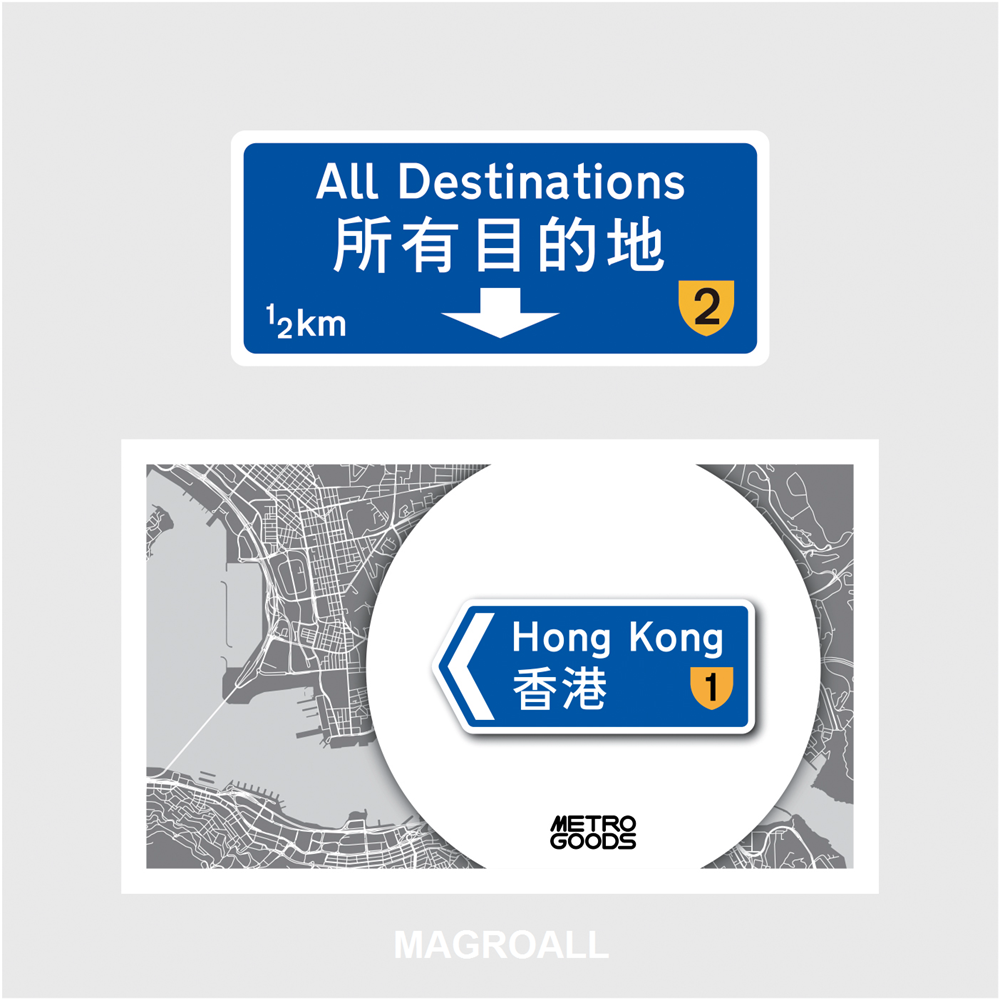 All Destinations
所有目的地
1/2km
2
Hong Kong
香港
1
METRO
GOODS
MAGROALL